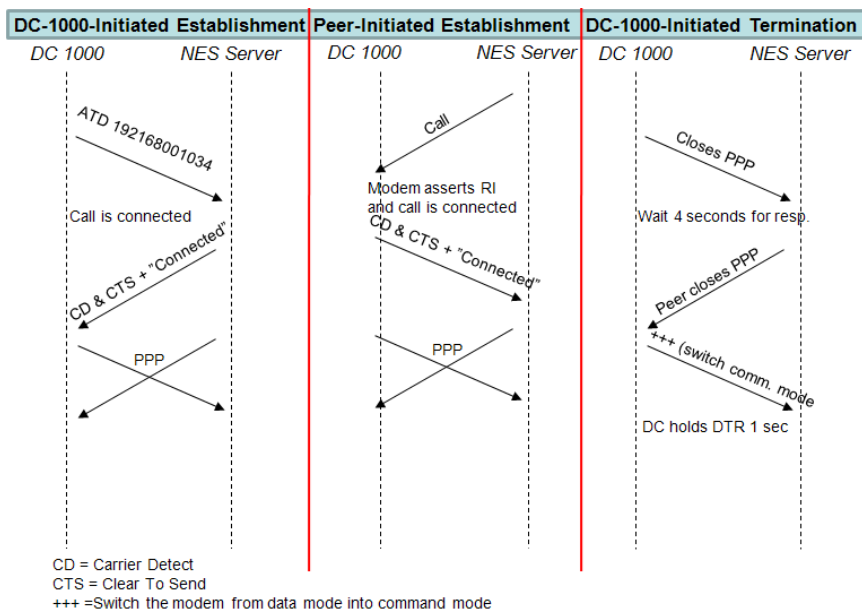 DC-1000-Initiated Establishment
Peer-Initiated Establishment
DC-1000-Initiated Termination
DC 1000
NES Server
DC 1000
NES Server
DC 1000
NES Server
ATD 192168001034
Call is connected
CD & CTS + "Connected"
PPP
Call
Modem asserts RI
and call is connected
CD & CTS + "Connected"
PPP
Closes PPP
Wait 4 seconds for resp.
Peer closes PPP
+++ (switch comm. mode
DC holds DTR 1 sec
CD = Carrier Detect
CTS = Clear To Send
+++ =Switch the modem from data mode into command mode